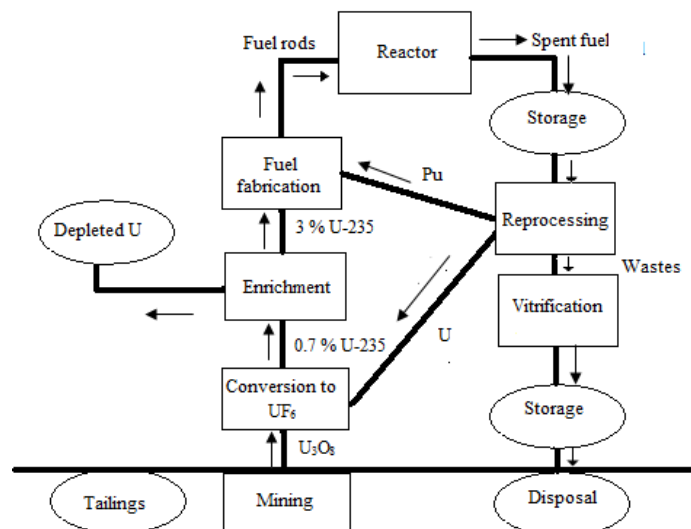 Fuel rods
Reactor
Spent fuel
Storage
Fuel
fabrication
Pu
Reprocessing
Depleted U
3 % U-235
Wastes
Enrichment
Vitrification
0.7 % U-235
U
Conversion to
UF₆
Storage
U₃O₈
Tailings
Mining
Disposal